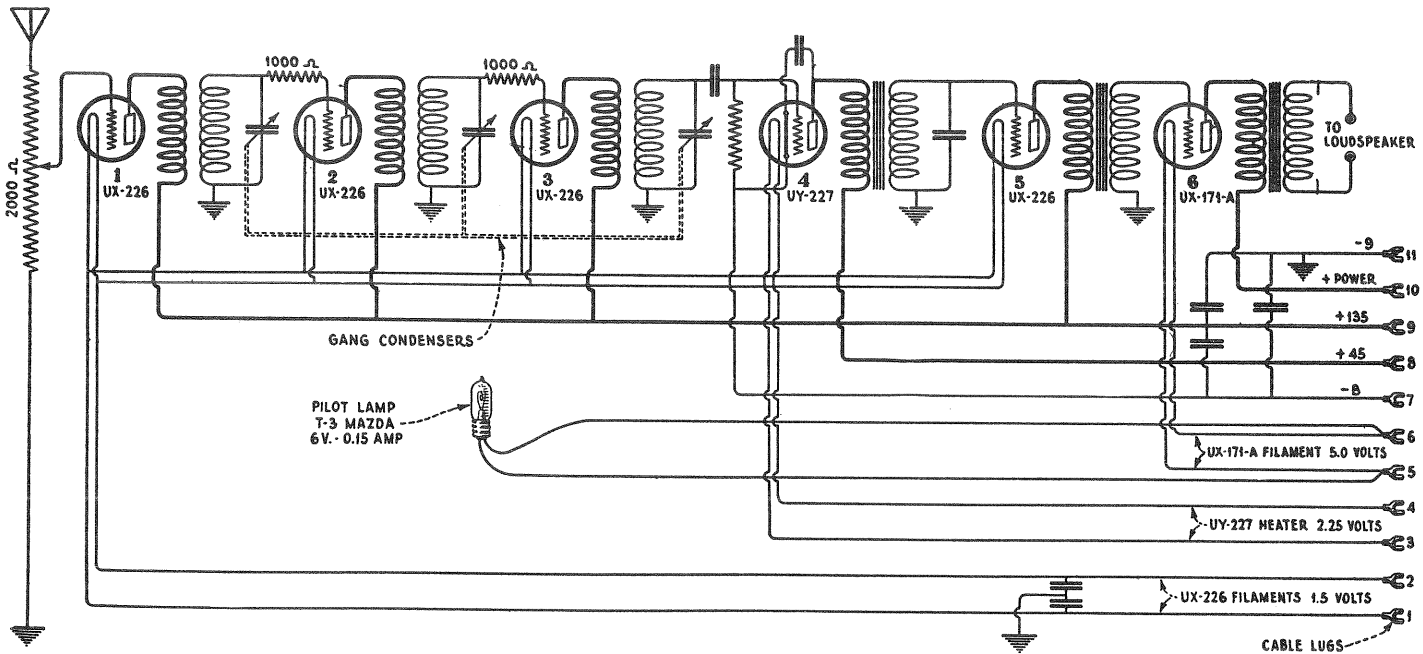 1000 Ω
1000 Ω
2000 Ω
1
UX-226
2
UX-226
3
UX-226
4
UY-227
5
UX-226
6
UX-171-A
TO
LOUDSPEAKER
-9
11
+ POWER
10
+135
9
+45
8
-B
7
GANG CONDENSERS
PILOT LAMP
T-3 MAZDA
6V.- 0.15 AMP
6
UX-171-A FILAMENT 5.0 VOLTS
5
4
UY-227 HEATER 2.25 VOLTS
3
2
UX-226 FILAMENTS 1.5 VOLTS
1
CABLE LUGS